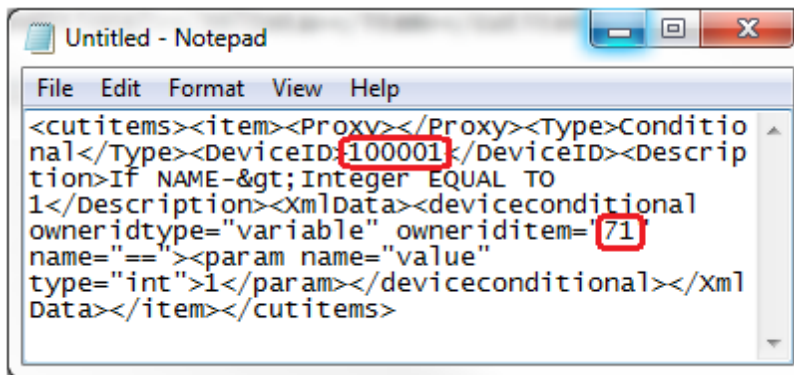 Untitled - Notepad
File Edit Format View Help
<cutitems><item><Proxy></Proxy><Type>Conditio
nal</Type><DeviceID>100001</DeviceID><Descrip
tion>If NAME-&gt;Integer EQUAL TO
1</Description><XmlData><deviceconditional
owneridtype="variable" owneriditem="71"
name="=="><param name="value"
type="int">1</param></deviceconditional></Xml
Data></item></cutitems>